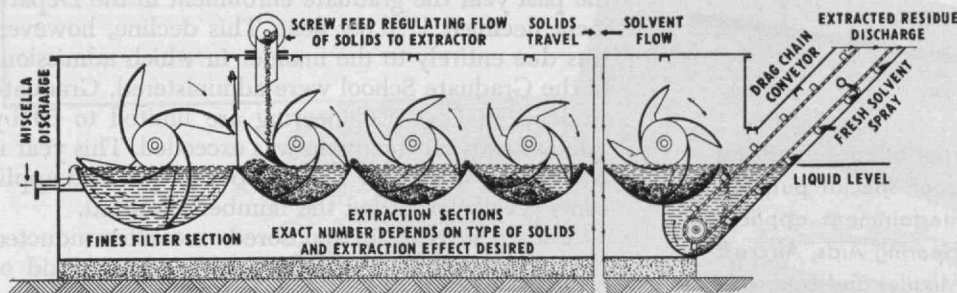 SCREW FEED REGULATING FLOW
OF SOLIDS TO EXTRACTOR
SOLIDS
TRAVEL
SOLVENT
FLOW
EXTRACTED RESIDUE
DISCHARGE
MISCELLA
DISCHARGE
DRAG CHAIN
CONVEYOR
FRESH SOLVENT
SPRAY
LIQUID LEVEL
FINES FILTER SECTION
EXTRACTION SECTIONS
EXACT NUMBER DEPENDS ON TYPE OF SOLIDS
AND EXTRACTION EFFECT DESIRED